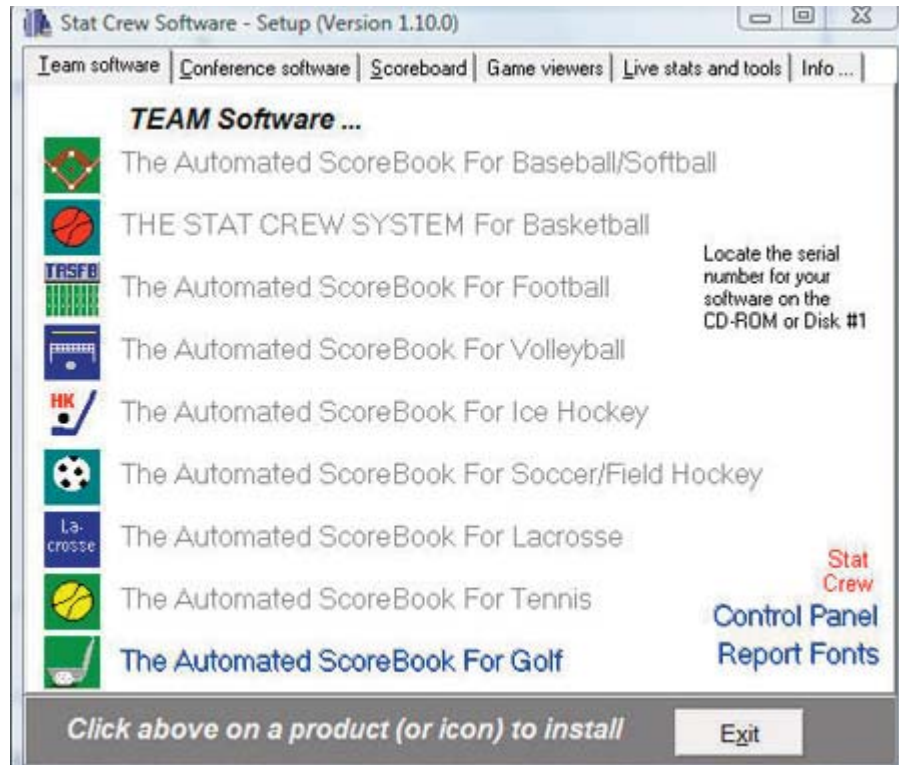 Stat Crew Software - Setup (Version 1.10.0)
Team software
Conference software
Scoreboard
Game viewers
Live stats and tools
Info ...
TEAM Software ...
The Automated ScoreBook For Baseball/Softball
THE STAT CREW SYSTEM For Basketball
Locate the serial
number for your
software on the
CD-ROM or Disk #1
TASFB
The Automated ScoreBook For Football
The Automated ScoreBook For Volleyball
HK
The Automated ScoreBook For Ice Hockey
The Automated ScoreBook For Soccer/Field Hockey
La-
crosse
The Automated ScoreBook For Lacrosse
The Automated ScoreBook For Tennis
The Automated ScoreBook For Golf
Stat
Crew
Control Panel
Report Fonts
Click above on a product (or icon) to install
Exit